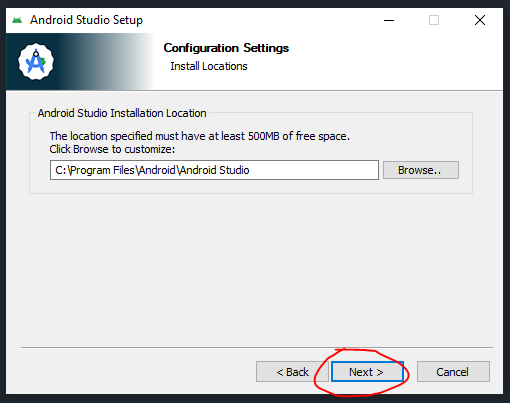 Android Studio Setup
Configuration Settings
Install Locations
Android Studio Installation Location
The location specified must have at least 500MB of free space.
Click Browse to customize:
C:\Program Files\Android\Android Studio
Browse..
< Back
Next >
Cancel